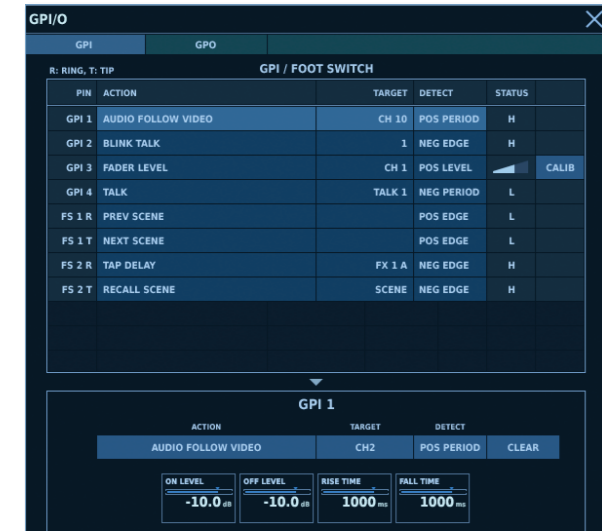 GPI/O
GPI GPO
R: RING, T: TIP GPI / FOOT SWITCH
PIN ACTION TARGET DETECT STATUS
GPI 1 AUDIO FOLLOW VIDEO CH 10 POS PERIOD H
GPI 2 BLINK TALK 1 NEG EDGE H
GPI 3 FADER LEVEL CH 1 POS LEVEL CALIB
GPI 4 TALK TALK 1 NEG PERIOD L
FS 1 R PREV SCENE POS EDGE L
FS 1 T NEXT SCENE POS EDGE L
FS 2 R TAP DELAY FX 1 A NEG EDGE H
FS 2 T RECALL SCENE SCENE NEG EDGE H
GPI 1
ACTION TARGET DETECT
AUDIO FOLLOW VIDEO CH2 POS PERIOD CLEAR
ON LEVEL OFF LEVEL RISE TIME FALL TIME
-10.0 dB -10.0 dB 1000 ms 1000 ms